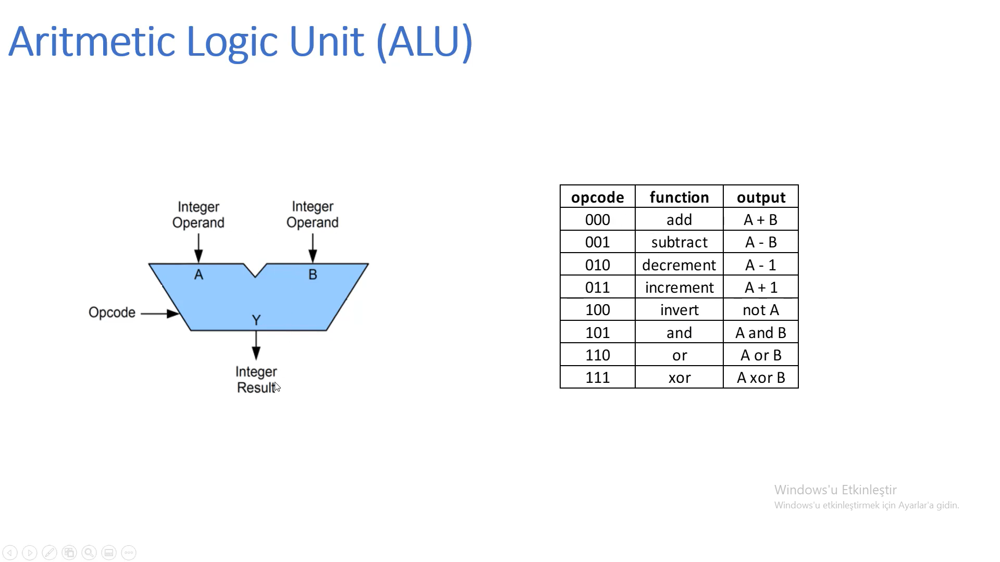 Aritmetic Logic Unit (ALU)
Integer
Operand
Integer
Operand
A
B
Opcode
Y
Integer
Result
opcode function output
000 add A + B
001 subtract A - B
010 decrement A - 1
011 increment A + 1
100 invert not A
101 and A and B
110 or A or B
111 xor A xor B
Windows'u Etkinleştir
Windows'u etkinleştirmek için Ayarlar'a gidin.